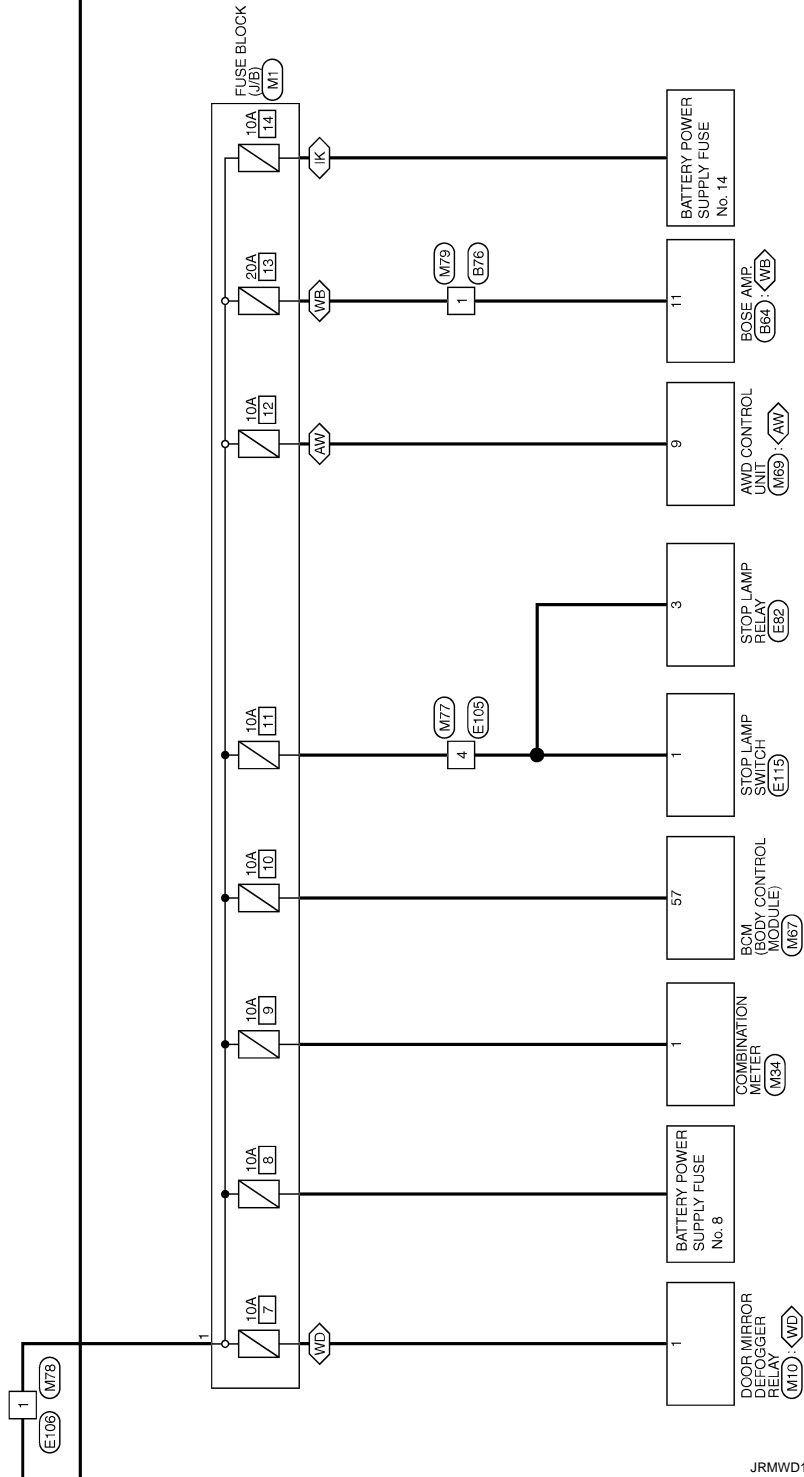 1
E106
M78
1
FUSE BLOCK
(J/B)
M1
10A
7
10A
8
10A
9
10A
10
10A
11
10A
12
20A
13
10A
14
WD
AW
WB
IK
4
M77
E105
1
M79
B76
1
DOOR MIRROR
DEFOGGER
RELAY
M10 : WD
BATTERY POWER
SUPPLY FUSE
No. 8
1
COMBINATION
METER
M34
57
BCM
(BODY CONTROL
MODULE)
M67
1
STOP LAMP
SWITCH
E115
3
STOP LAMP
RELAY
E82
9
AWD CONTROL
UNIT
M69 : AW
11
BOSE AMP.
B64 : WB
BATTERY POWER
SUPPLY FUSE
No. 14
JRMWD1